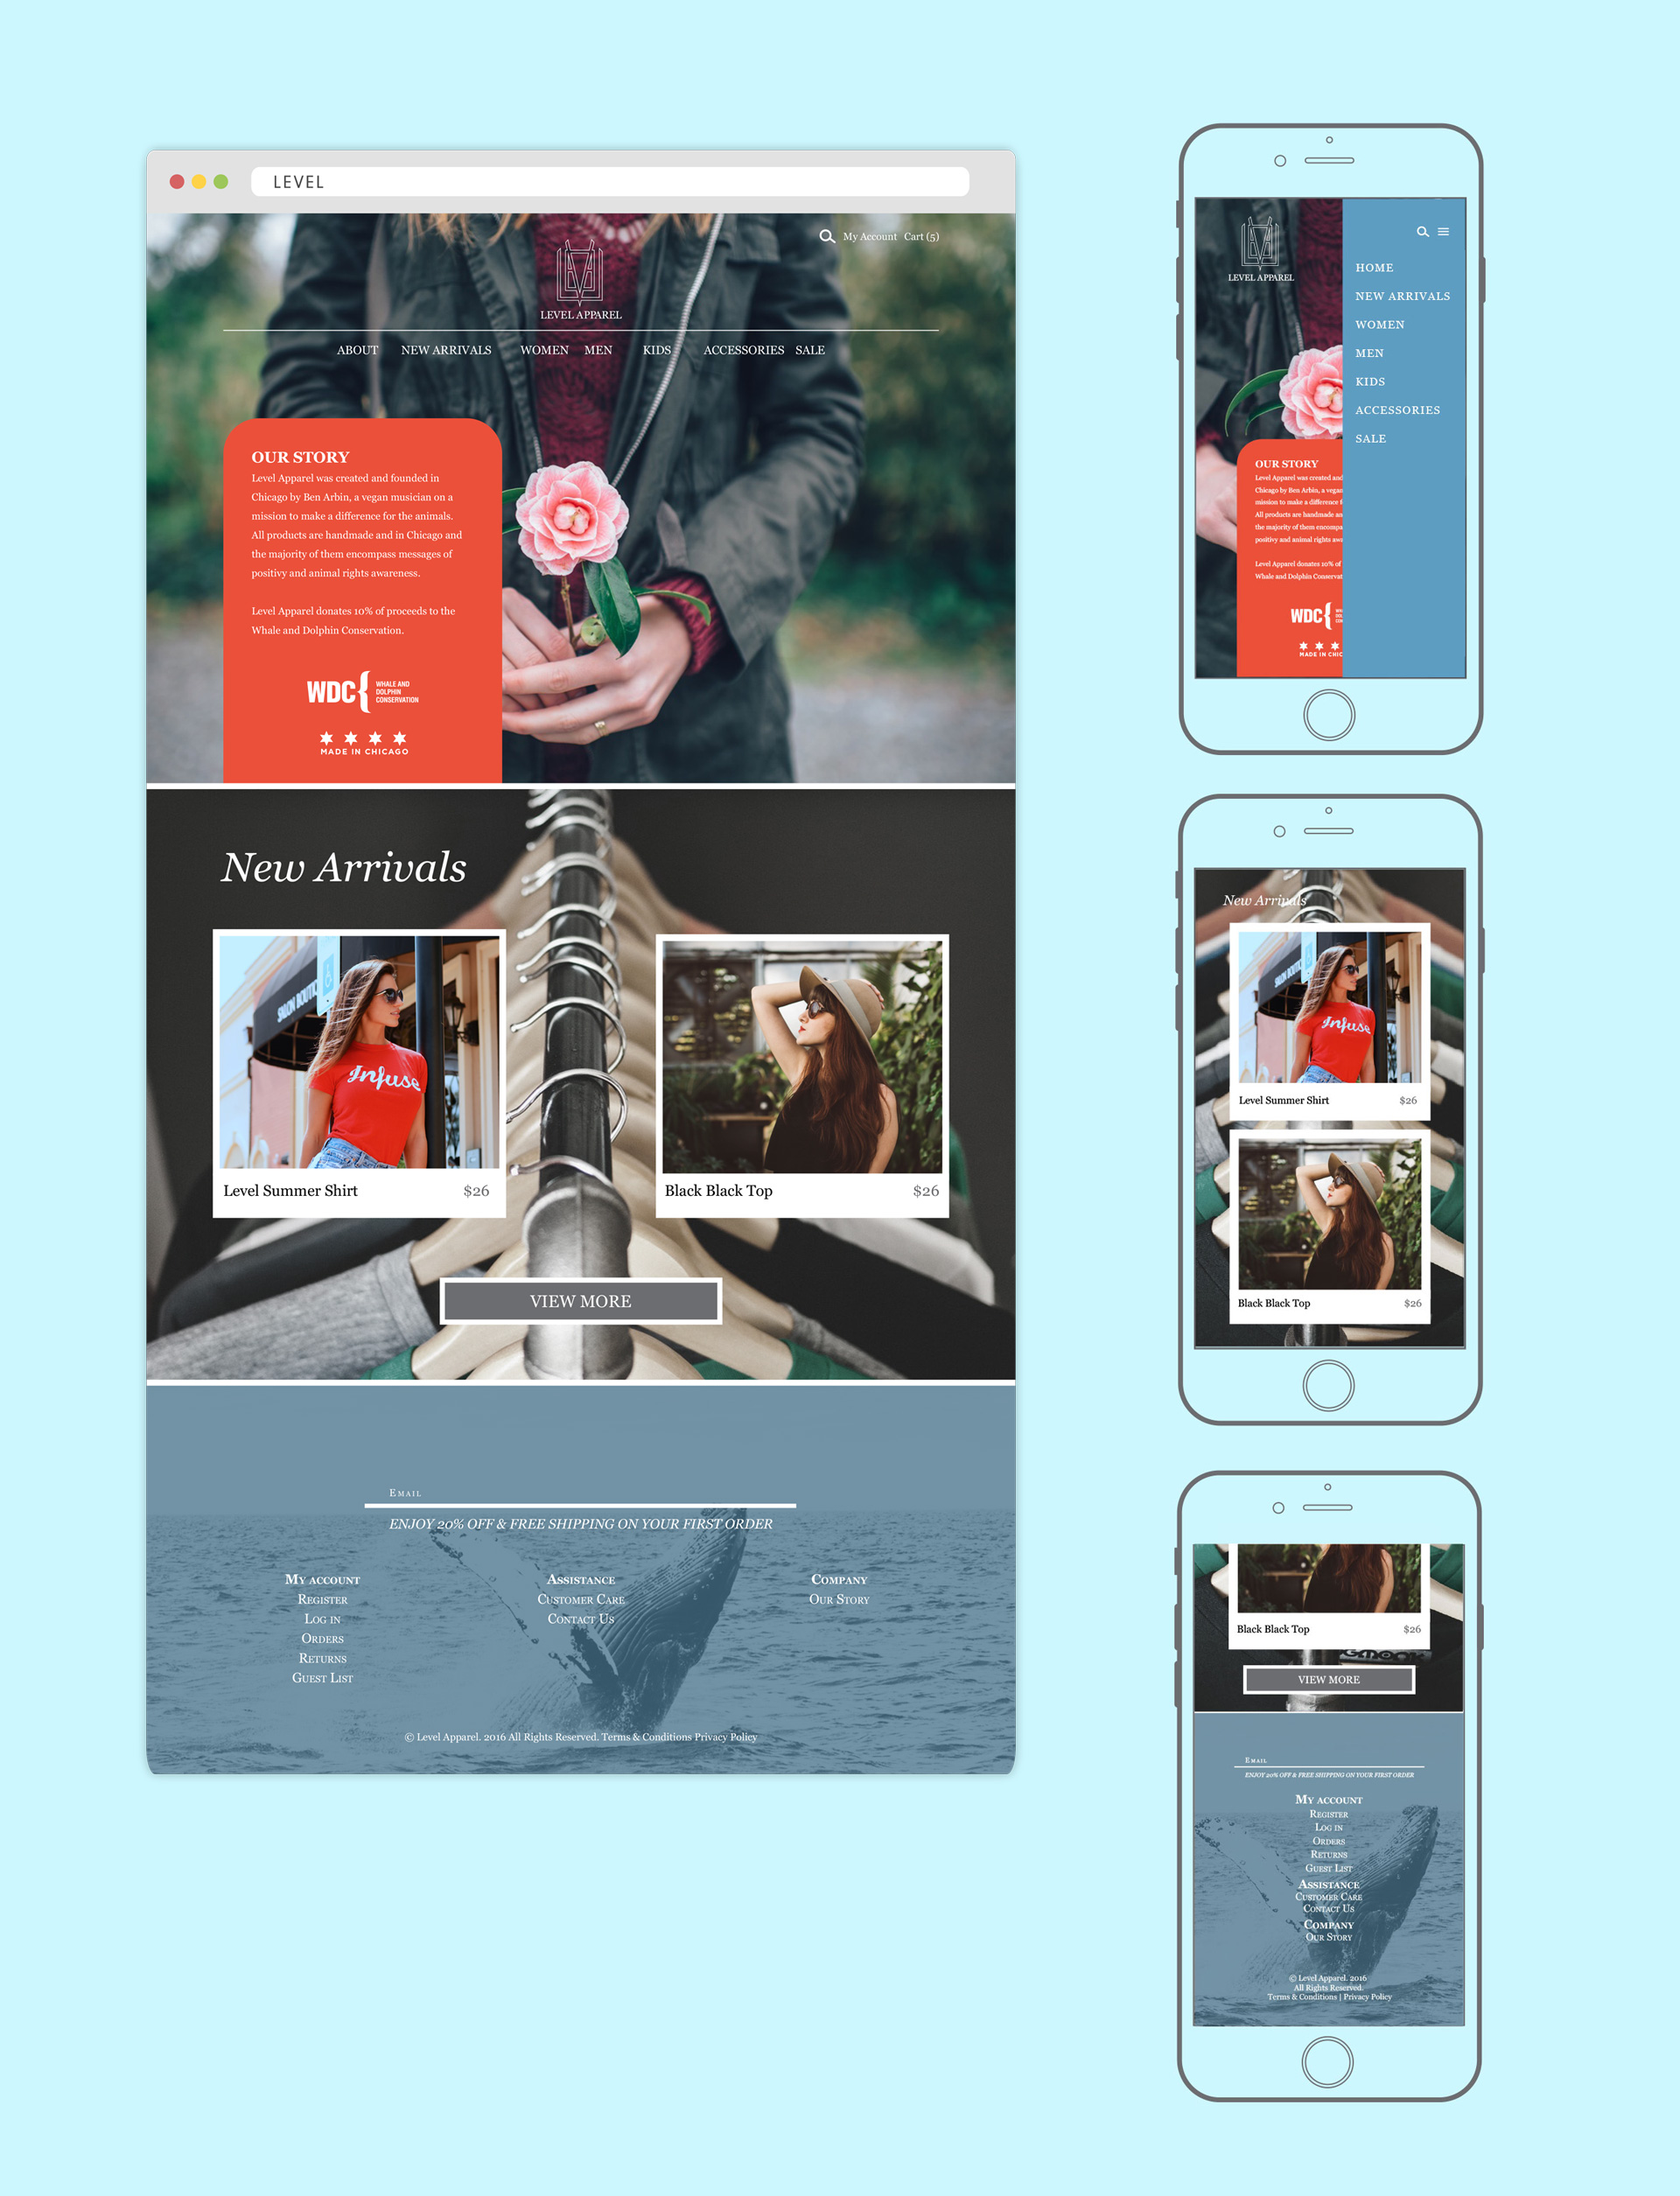 LEVEL
My Account Cart (5)
LEVEL APPAREL
ABOUT NEW ARRIVALS WOMEN MEN KIDS ACCESSORIES SALE
OUR STORY
Level Apparel was created and founded in
Chicago by Ben Arbin, a vegan musician on a
mission to make a difference for the animals.
All products are handmade and in Chicago and
the majority of them encompass messages of
positivy and animal rights awareness.
Level Apparel donates 10% of proceeds to the
Whale and Dolphin Conservation.
WDC
WHALE AND
DOLPHIN
CONSERVATION
MADE IN CHICAGO
New Arrivals
SALON BOUTIC
Infuse
Level Summer Shirt $26
Black Black Top $26
VIEW MORE
Email
ENJOY 20% OFF & FREE SHIPPING ON YOUR FIRST ORDER
My account
Register
Log in
Orders
Returns
Guest List
Assistance
Customer Care
Contact Us
Company
Our Story
© Level Apparel. 2016 All Rights Reserved. Terms & Conditions Privacy Policy
LEVEL APPAREL
HOME
NEW ARRIVALS
WOMEN
MEN
KIDS
ACCESSORIES
SALE
OUR STORY
Level Apparel was created and
Chicago by Ben Arbin, a vegan
mission to make a difference f
All products are handmade an
the majority of them encompa
positivy and animal rights awa
Level Apparel donates 10% of
Whale and Dolphin Conservat
WDC
MADE IN CHIC
New Arrivals
Infuse
Level Summer Shirt $26
Black Black Top $26
Black Black Top $26
VIEW MORE
Email
ENJOY 20% OFF & FREE SHIPPING ON YOUR FIRST ORDER
My account
Register
Log in
Orders
Returns
Guest List
Assistance
Customer Care
Contact Us
Company
Our Story
© Level Apparel. 2016
All Rights Reserved.
Terms & Conditions | Privacy Policy